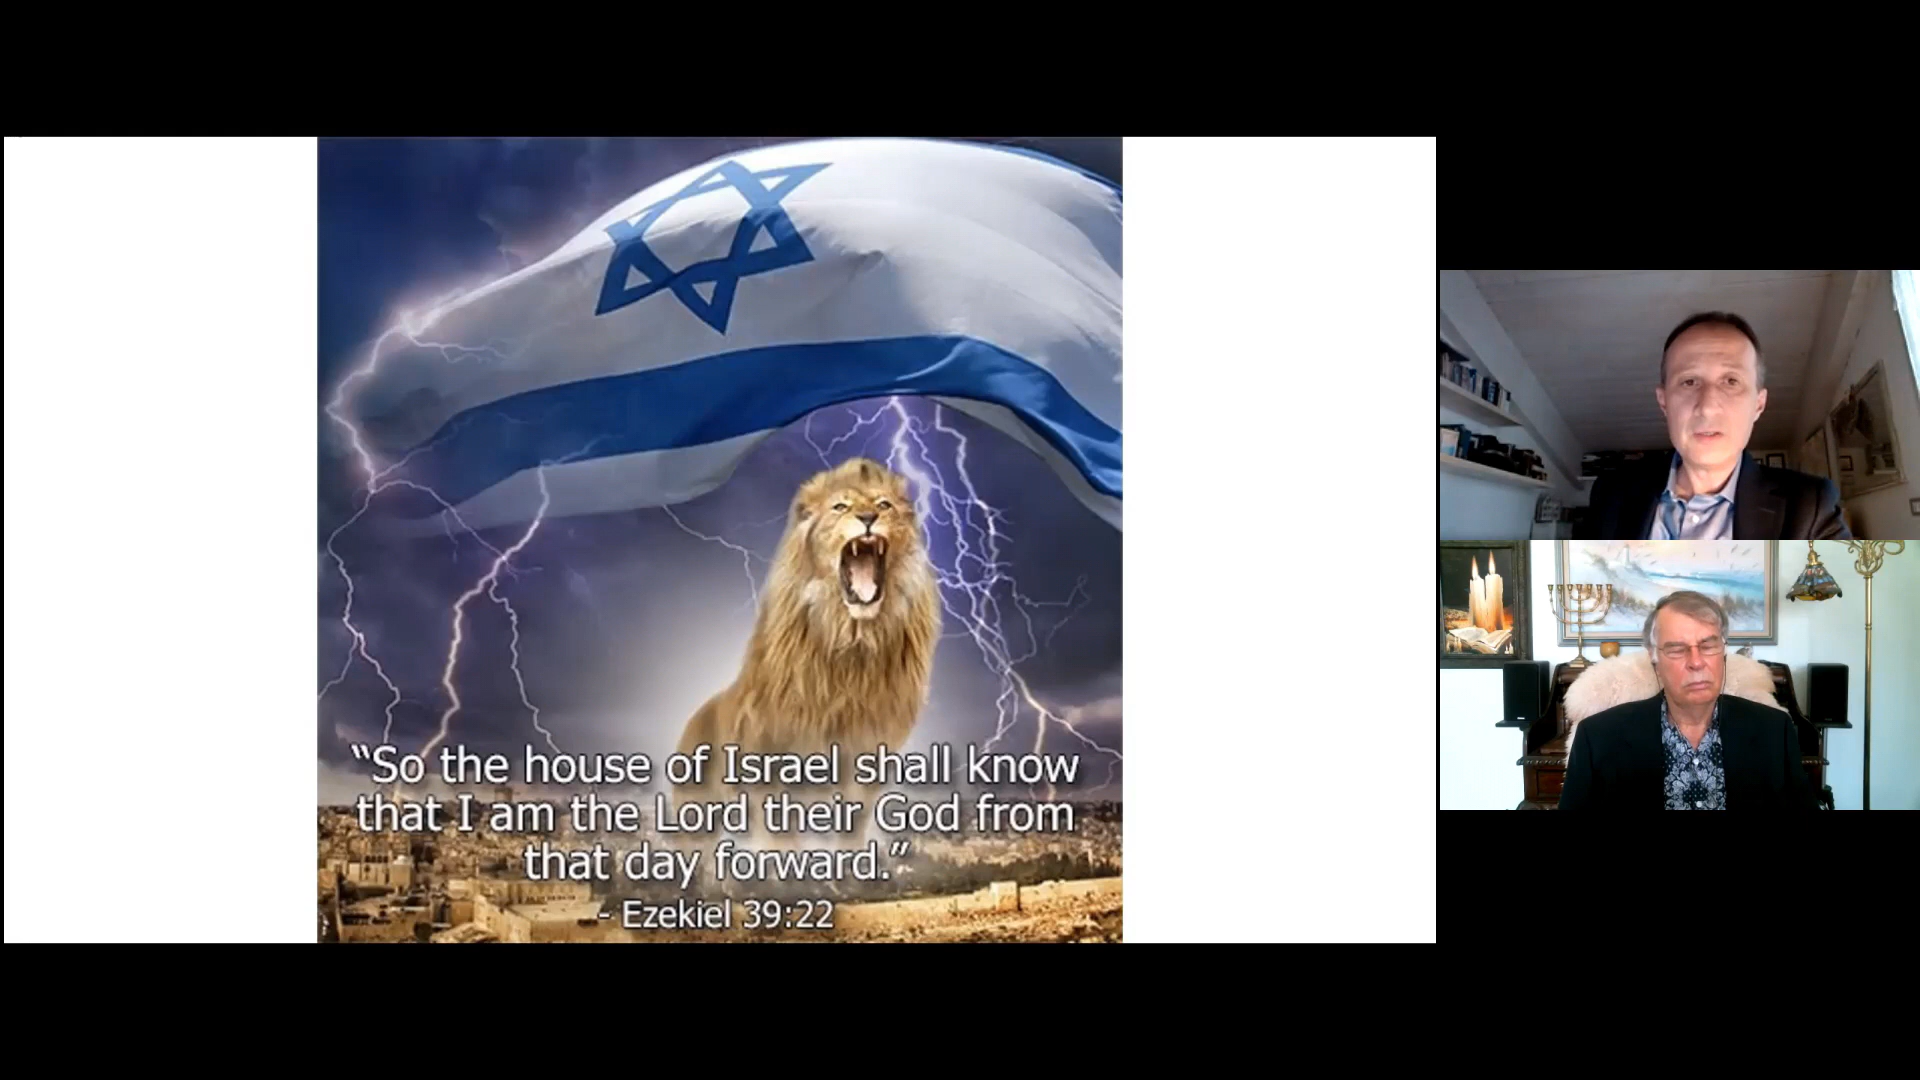 “So the house of Israel shall know
that I am the Lord their God from
that day forward.”
- Ezekiel 39:22